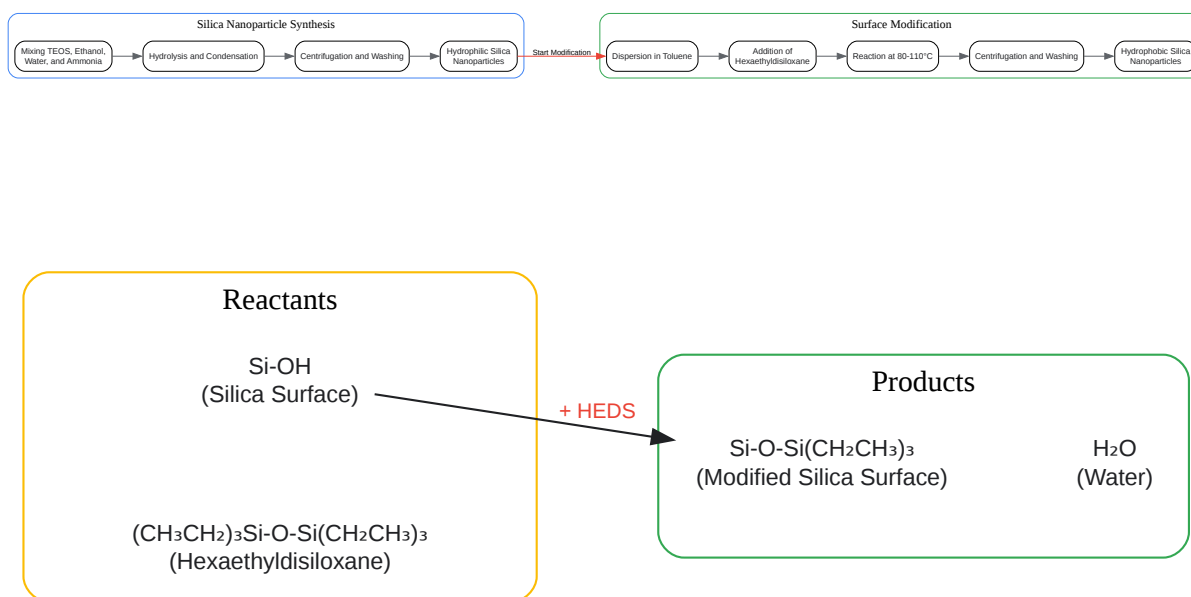 Silica Nanoparticle Synthesis
Mixing TEOS, Ethanol,
Water, and Ammonia
Hydrolysis and Condensation
Centrifugation and Washing
Hydrophilic Silica
Nanoparticles
Start Modification
Surface Modification
Dispersion in Toluene
Addition of
Hexaethyldisiloxane
Reaction at 80-110°C
Centrifugation and Washing
Hydrophobic Silica
Nanoparticles
Reactants
Si-OH
(Silica Surface)
(CH₃CH₂)₃Si-O-Si(CH₂CH₃)₃
(Hexaethyldisiloxane)
+ HEDS
Products
Si-O-Si(CH₂CH₃)₃
(Modified Silica Surface)
H₂O
(Water)